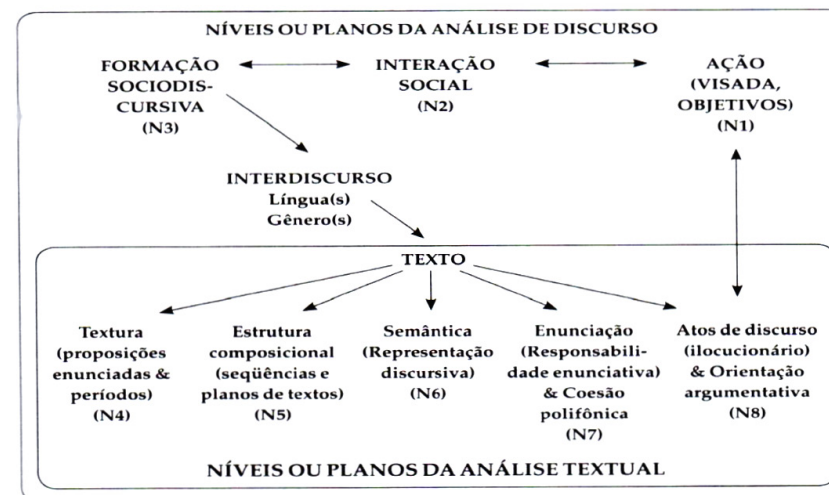 NÍVEIS OU PLANOS DA ANÁLISE DE DISCURSO
FORMAÇÃO
SOCIODIS-
CURSIVA
(N3)
INTERAÇÃO
SOCIAL
(N2)
AÇÃO
(VISADA,
OBJETIVOS)
(N1)
INTERDISCURSO
Língua(s)
Gênero(s)
TEXTO
Textura
(proposições
enunciadas &
períodos)
(N4)
Estrutura
composicional
(seqüências e
planos de textos)
(N5)
Semântica
(Representação
discursiva)
(N6)
Enunciação
(Responsabili-
dade enunciativa)
& Coesão
polifônica
(N7)
Atos de discurso
(ilocucionário)
& Orientação
argumentativa
(N8)
NÍVEIS OU PLANOS DA ANÁLISE TEXTUAL